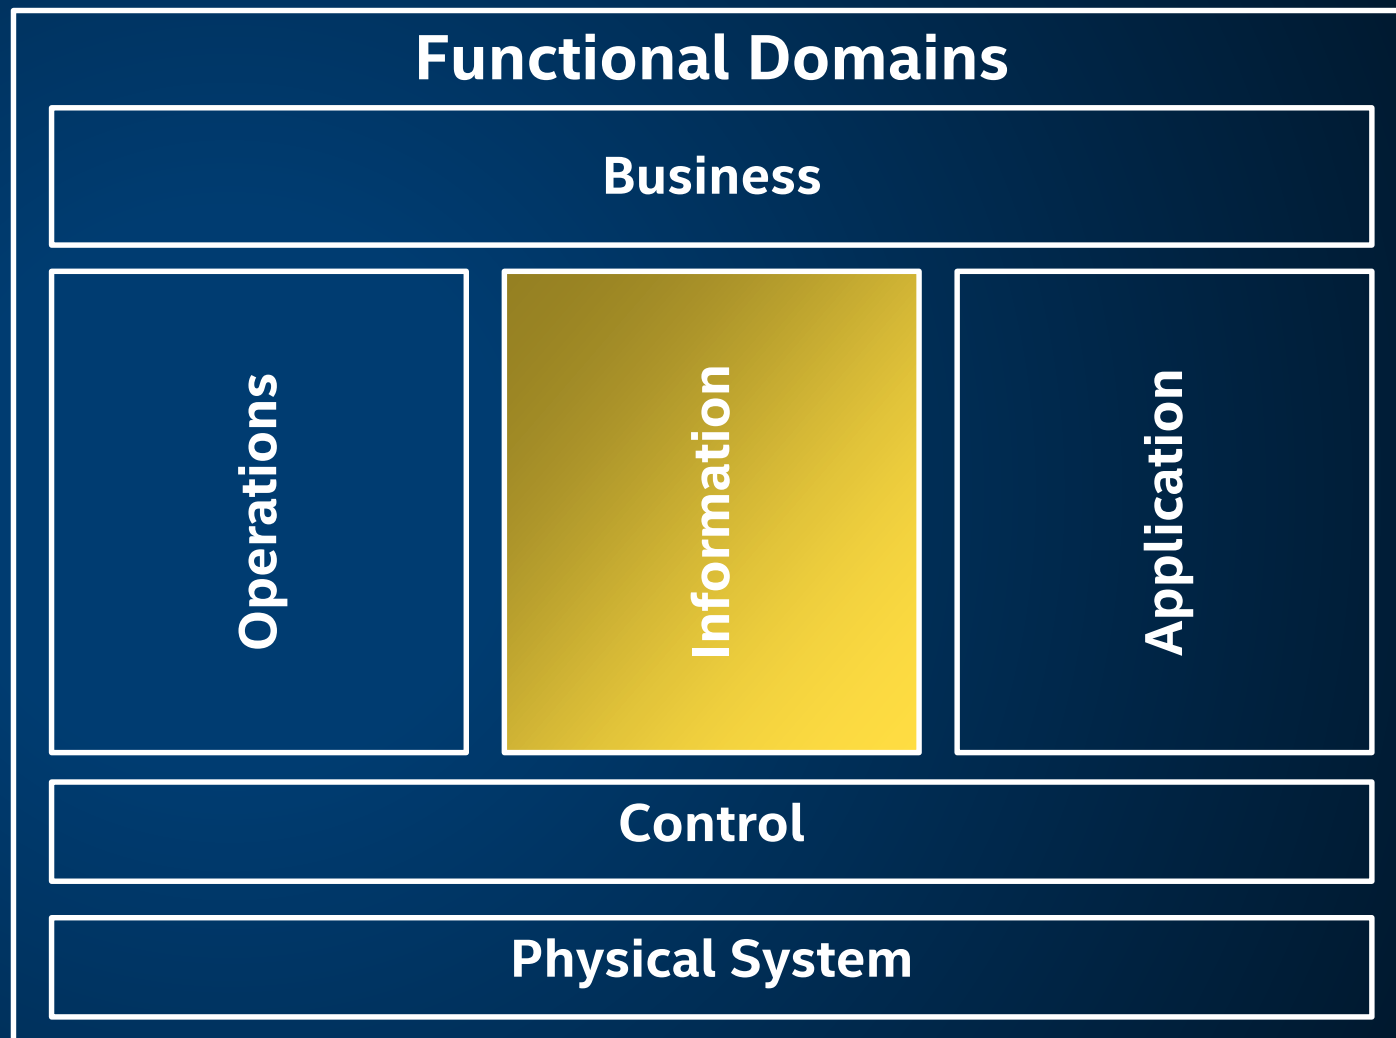 Functional Domains
Business
Operations
Information
Application
Control
Physical System